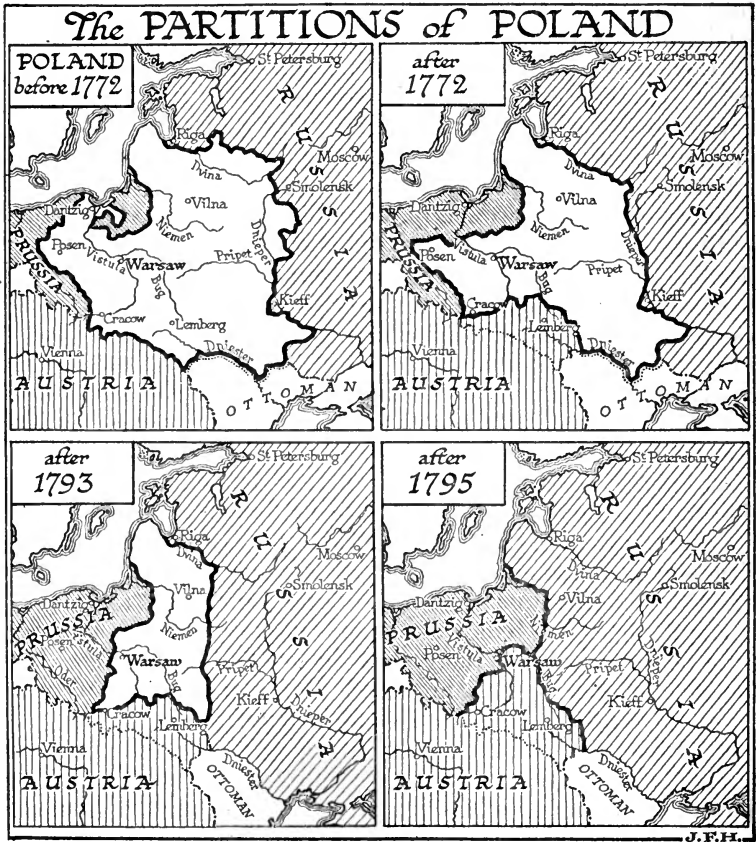 The PARTITIONS of POLAND
POLAND
before 1772
St. Petersburg
RUSSIA
Riga
Moscow
Dvina
Smolensk
Dantzig
Vilna
Niemen
Dnieper
PRUSSIA
Posen
Vistula
Warsaw
Pripet
Bug
Kieff
Cracow
Lemberg
Dniester
Vienna
AUSTRIA
OTTOMAN
after
1772
St. Petersburg
RUSSIA
Riga
Moscow
Dvina
Smolensk
Dantzig
Vilna
Niemen
Dnieper
PRUSSIA
Posen
Vistula
Warsaw
Pripet
Bug
Kieff
Cracow
Lemberg
Dniester
Vienna
AUSTRIA
OTTOMAN
after
1793
St. Petersburg
RUSSIA
Riga
Dvina
Moscow
Smolensk
Dantzig
Vilna
PRUSSIA
Niemen
Posen
Vistula
Warsaw
Oder
Pripet
Bug
Kieff
Dnieper
Cracow
Lemberg
Vienna
Dniester
AUSTRIA
OTTOMAN
after
1795
St. Petersburg
RUSSIA
Riga
Moscow
Dvina
Smolensk
Dantzig
Vilna
PRUSSIA
Niemen
Posen
Vistula
Warsaw
Dnieper
Pripet
Bug
Kieff
Cracow
Lemberg
Vienna
Dniester
AUSTRIA
OTTOMAN
J.F.H.